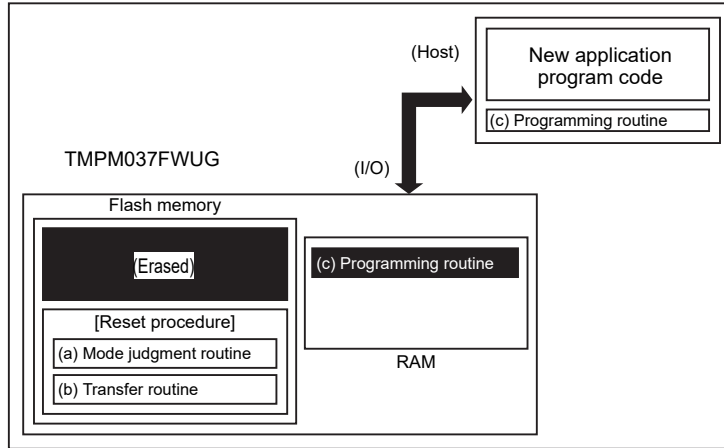 (Host)
New application
program code
(c) Programming routine
TMPM037FWUG
(I/O)
Flash memory
(Erased)
(c) Programming routine
[Reset procedure]
(a) Mode judgment routine
(b) Transfer routine
RAM